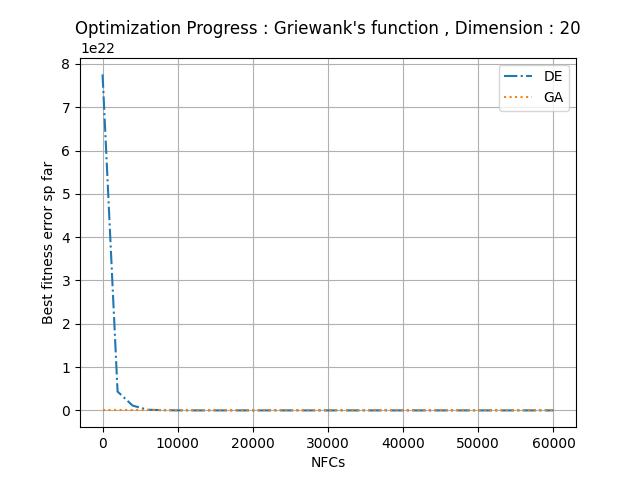 Optimization Progress : Griewank's function , Dimension : 20
1e22
8
7
6
5
4
3
2
1
0
Best fitness error sp far
DE
GA
0 10000 20000 30000 40000 50000 60000
NFCs